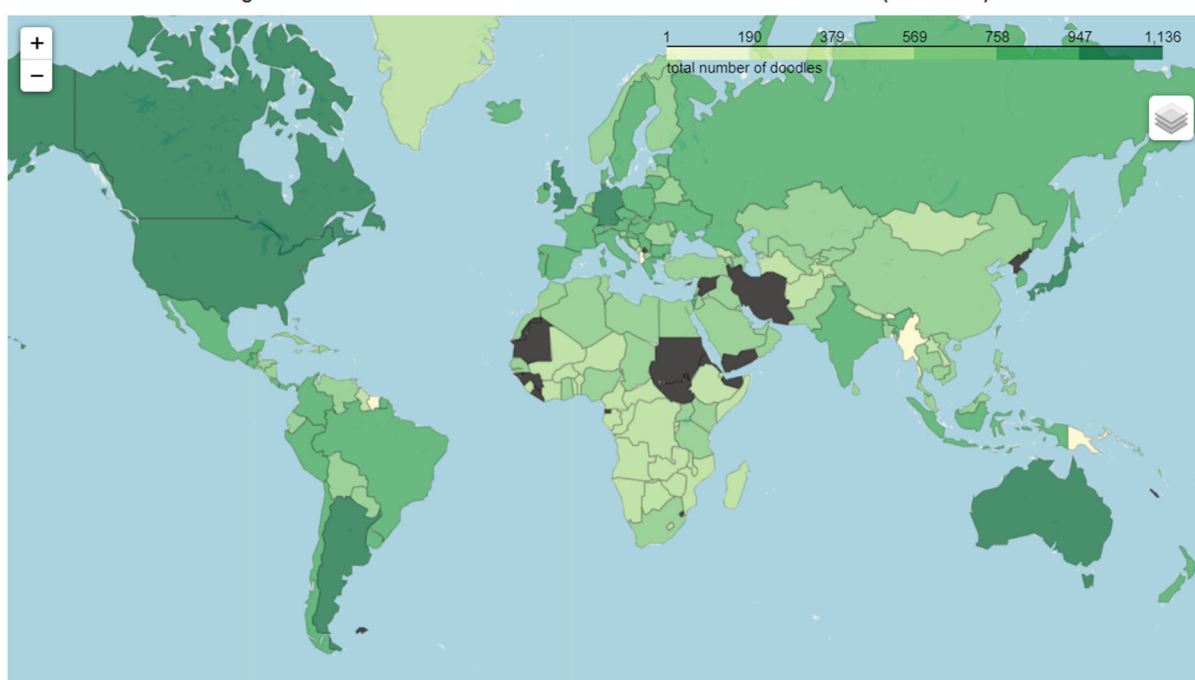 +
−
1 190 379 569 758 947 1,136
total number of doodles